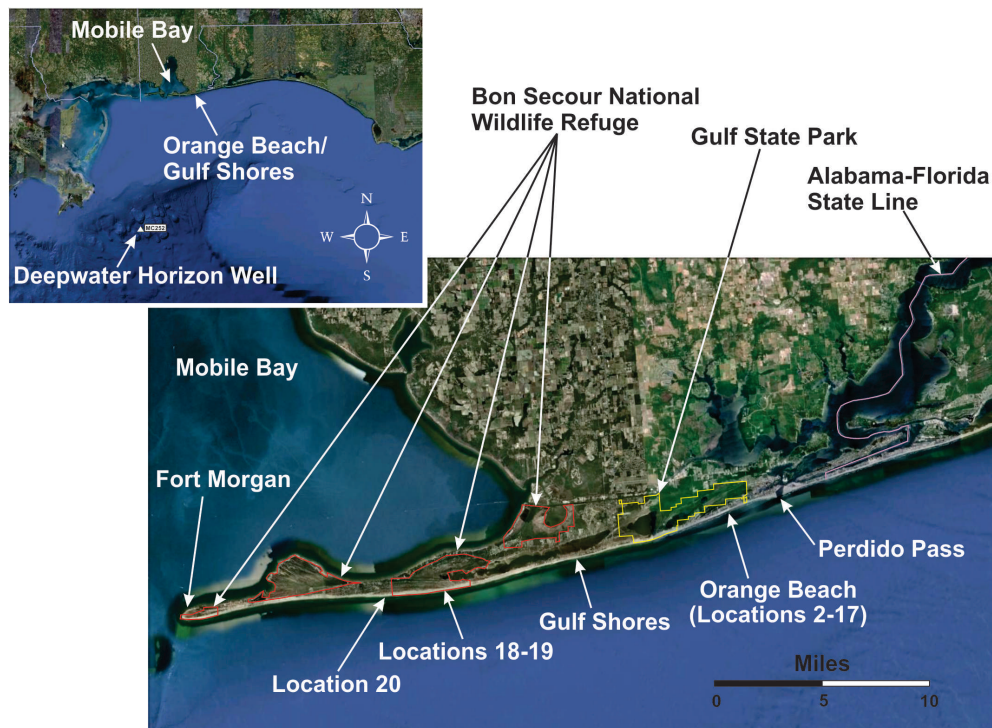 Mobile Bay
Orange Beach/
Gulf Shores
MC252
Deepwater Horizon Well
N
W
E
S
Bon Secour National
Wildlife Refuge
Gulf State Park
Alabama-Florida
State Line
Mobile Bay
Fort Morgan
Perdido Pass
Orange Beach
(Locations 2-17)
Gulf Shores
Locations 18-19
Location 20
Miles
0 5 10